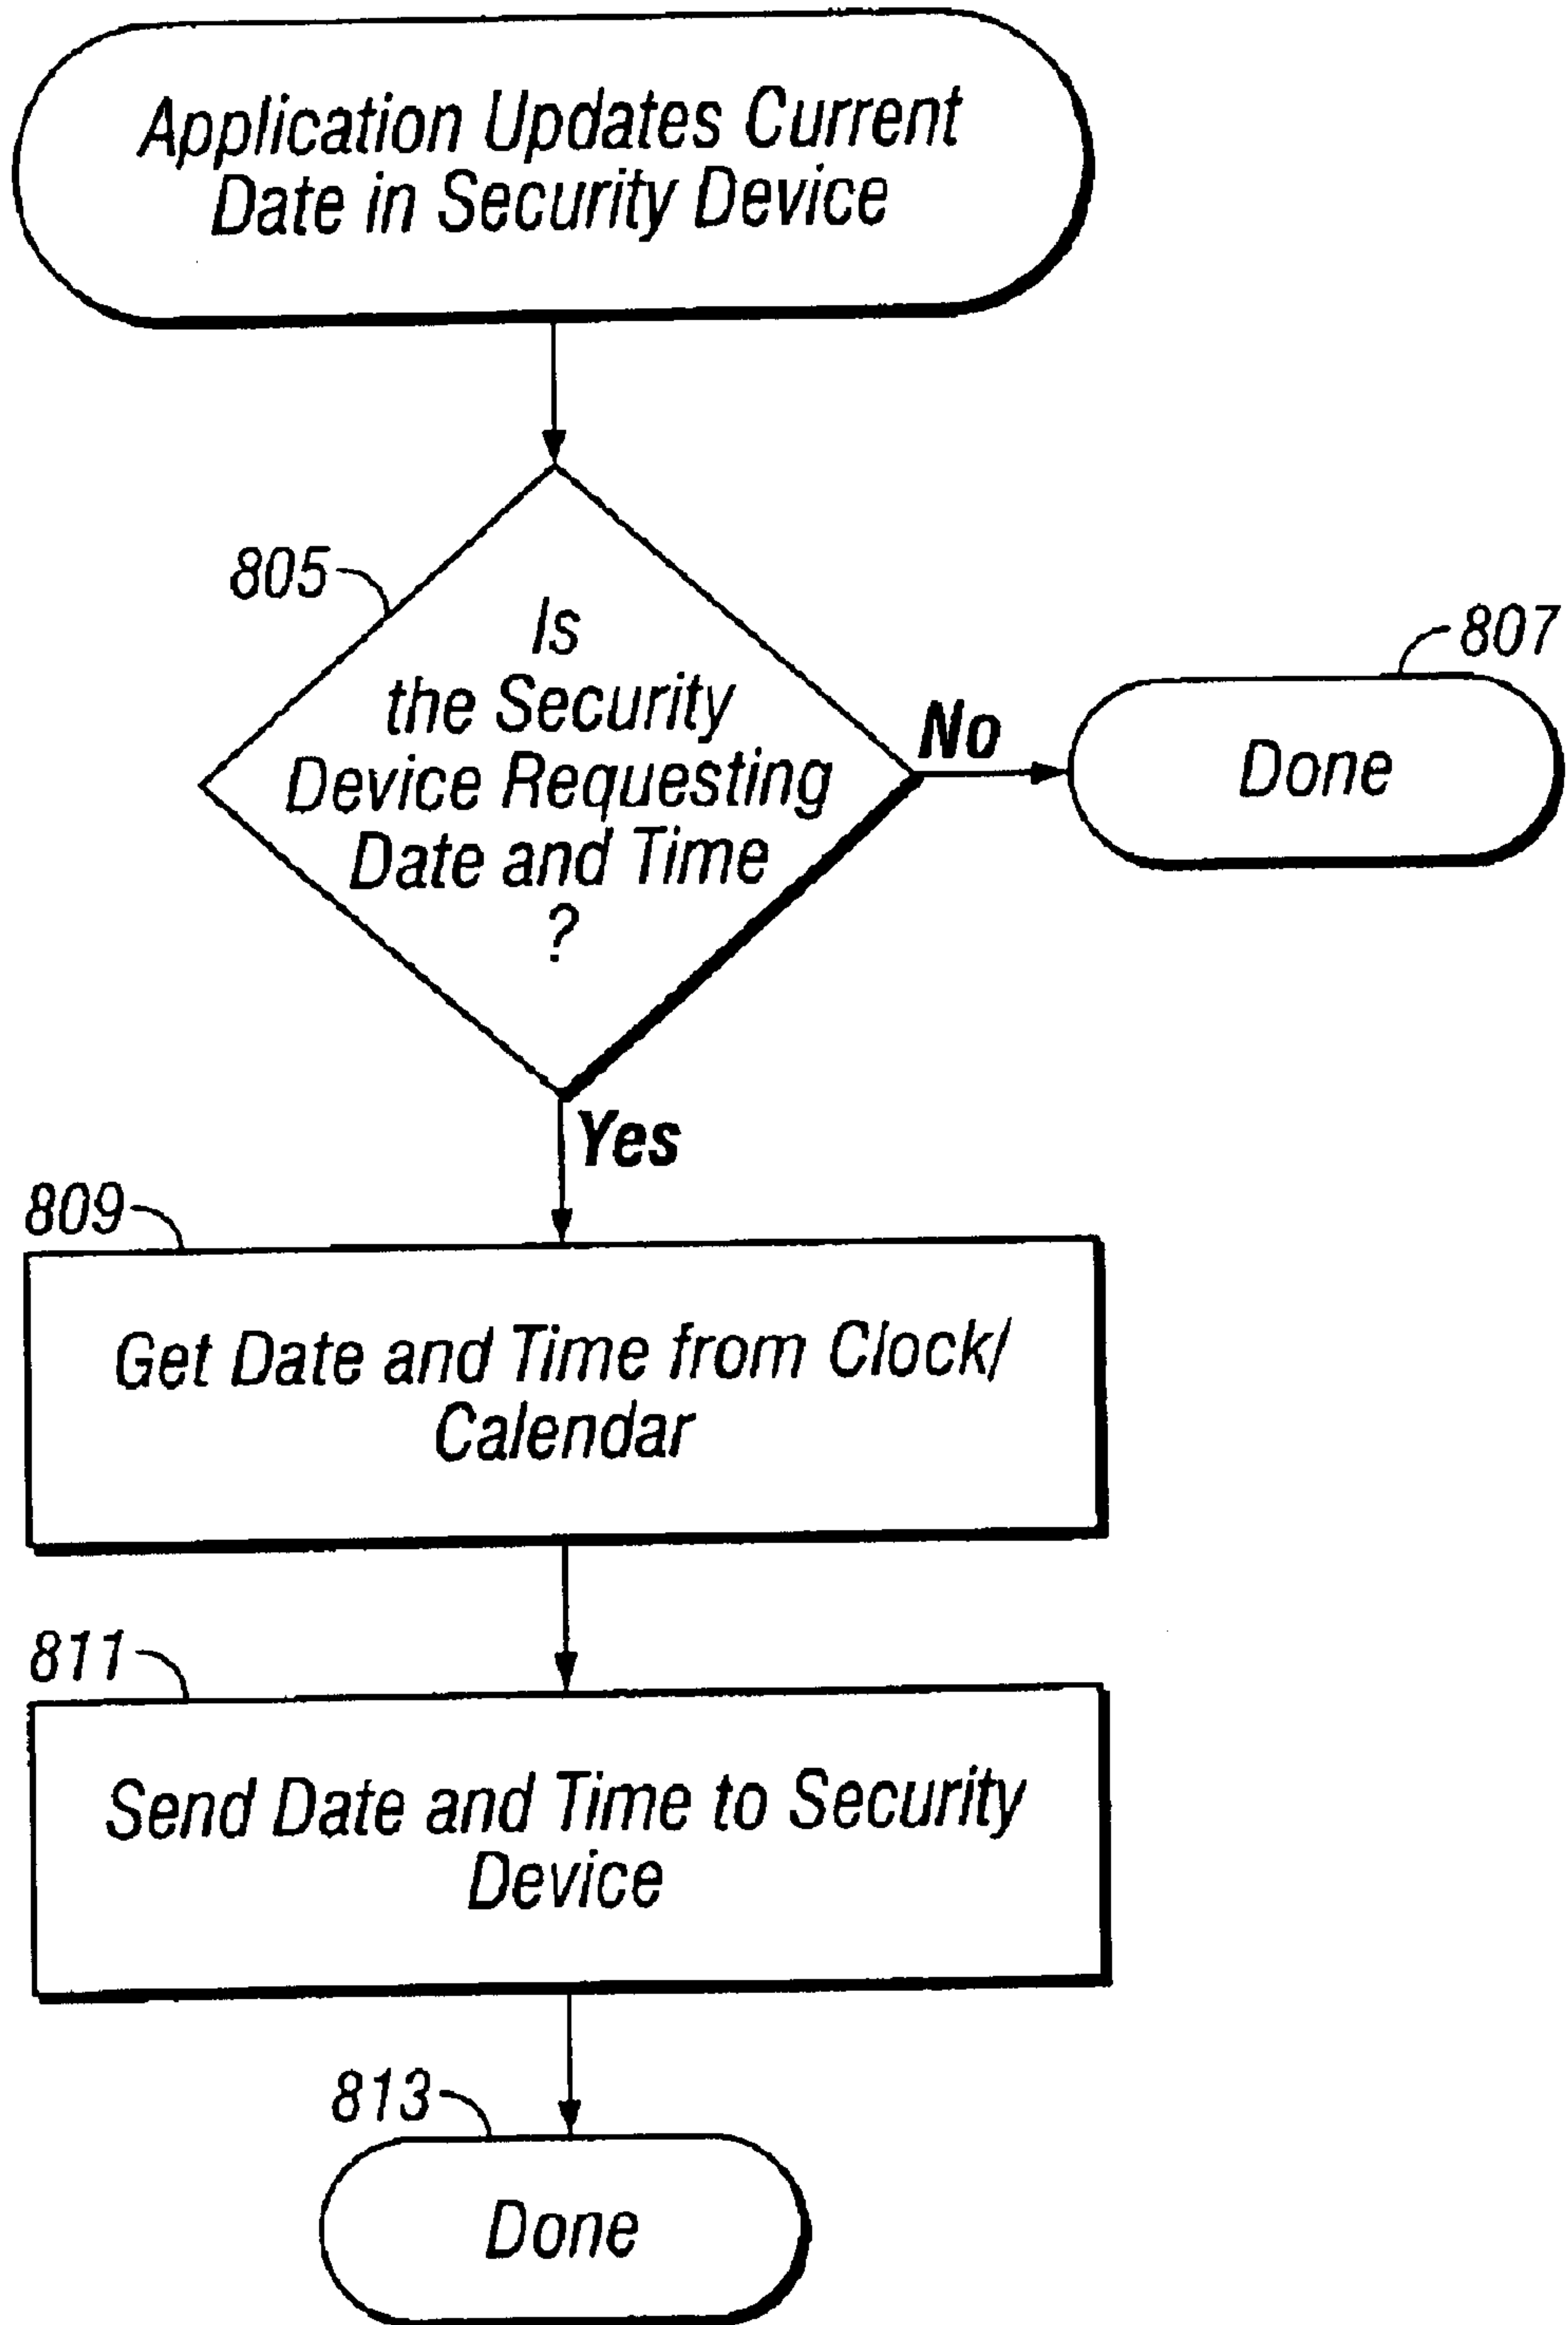 Application Updates Current
Date in Security Device
805
Is
the Security
Device Requesting
Date and Time
?
No
807
Done
Yes
809
Get Date and Time from Clock/
Calendar
811
Send Date and Time to Security
Device
813
Done